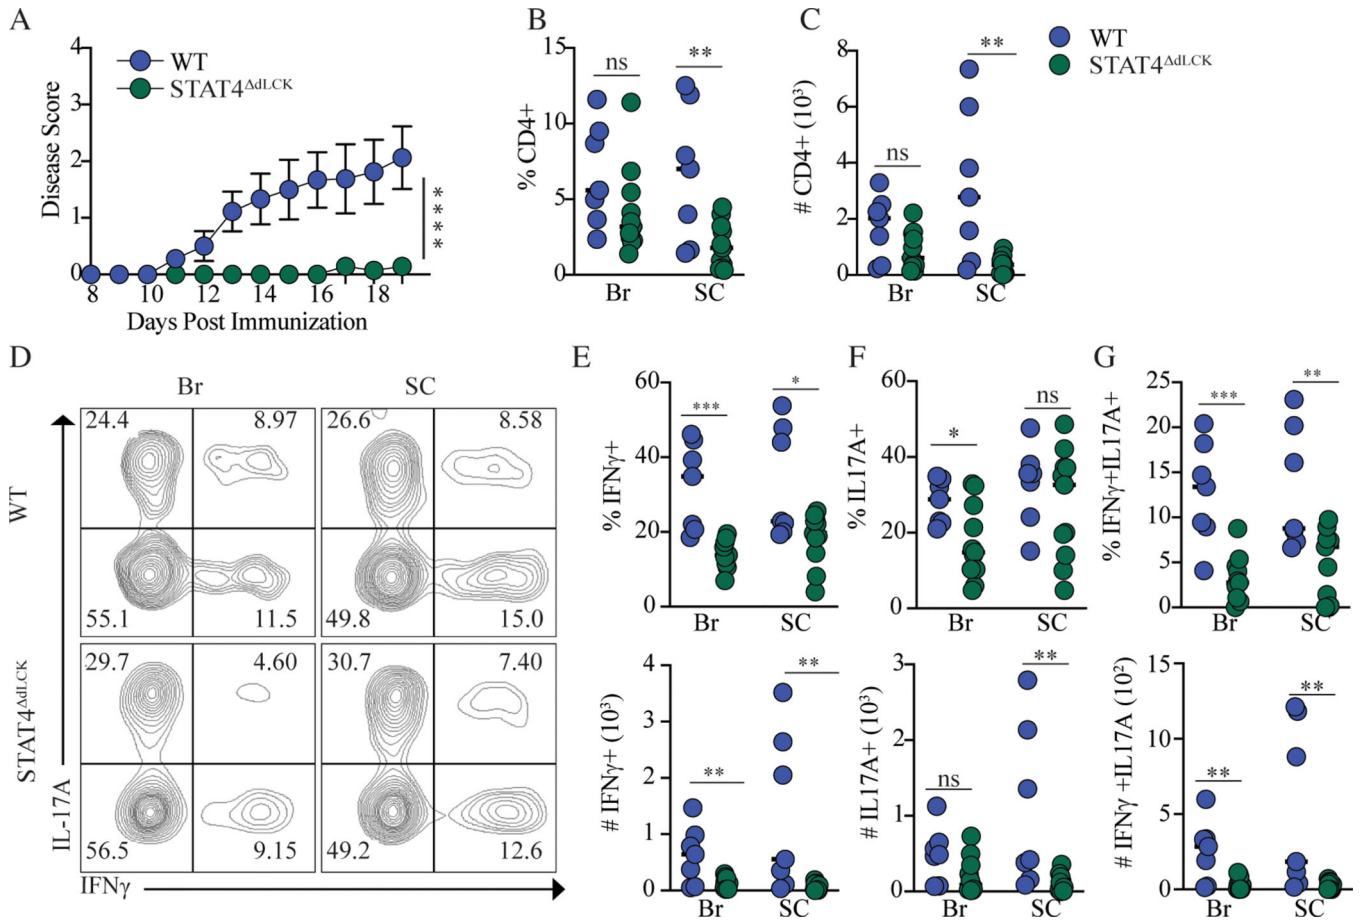 A
WT
STAT4ΔdLCK
Disease Score
4
3
2
1
0
8 10 12 14 16 18
Days Post Immunization
****
B
% CD4+
15
10
5
0
ns
**
Br SC
C
# CD4+ (10³)
8
6
4
2
0
ns
**
Br SC
WT
STAT4ΔdLCK
D
Br SC
WT
24.4 8.97 26.6 8.58
55.1 11.5 49.8 15.0
STAT4ΔdLCK
29.7 4.60 30.7 7.40
56.5 9.15 49.2 12.6
IL-17A
IFNγ
E
% IFNγ+
60
40
20
0
***
*
Br SC
# IFNγ+ (10³)
4
3
2
1
0
**
**
Br SC
F
% IL17A+
60
40
20
0
*
ns
Br SC
# IL17A+ (10³)
3
2
1
0
ns
**
Br SC
G
% IFNγ+IL17A+
25
20
15
10
5
0
***
**
Br SC
# IFNγ +IL17A (10²)
15
10
5
0
**
**
Br SC